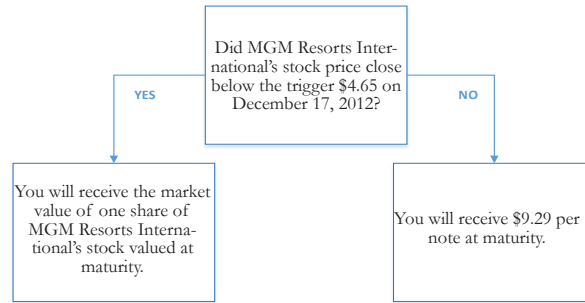 Did MGM Resorts Inter-
national's stock price close
below the trigger $4.65 on
December 17, 2012?
YES
NO
You will receive the market
value of one share of
MGM Resorts Interna-
tional's stock valued at
maturity.
You will receive $9.29 per
note at maturity.